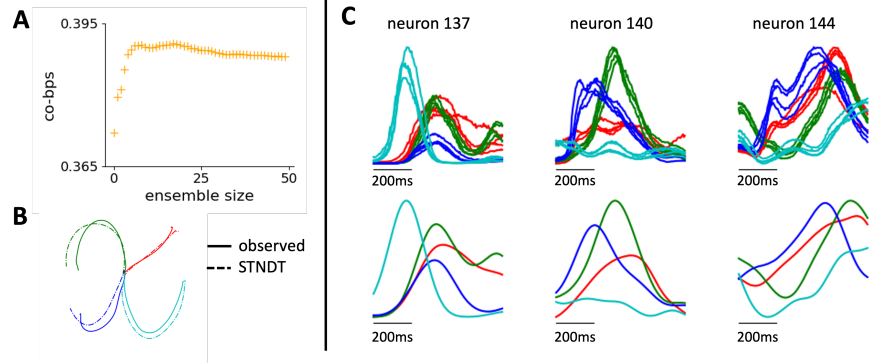 A
0.395
co-bps
0.365
0
25
50
ensemble size
B
observed
STNDT
C
neuron 137
neuron 140
neuron 144
200ms
200ms
200ms
200ms
200ms
200ms